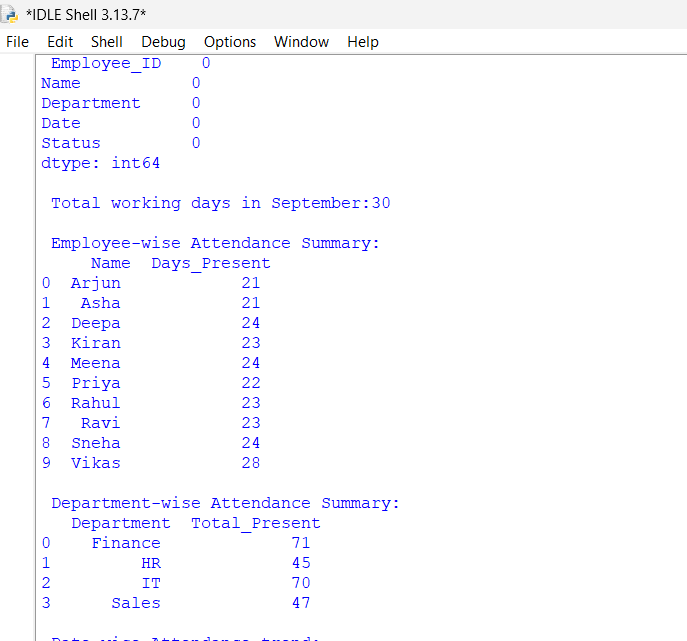 *IDLE Shell 3.13.7*
File Edit Shell Debug Options Window Help
Employee_ID    0
Name           0
Department     0
Date           0
Status         0
dtype: int64
Total working days in September:30
Employee-wise Attendance Summary:
     Name  Days_Present
0  Arjun            21
1   Asha            21
2  Deepa            24
3  Kiran            23
4  Meena            24
5  Priya            22
6  Rahul            23
7   Ravi            23
8  Sneha            24
9  Vikas            28
Department-wise Attendance Summary:
   Department  Total_Present
0    Finance             71
1         HR             45
2         IT             70
3      Sales             47
Date-wise Attendance trend: